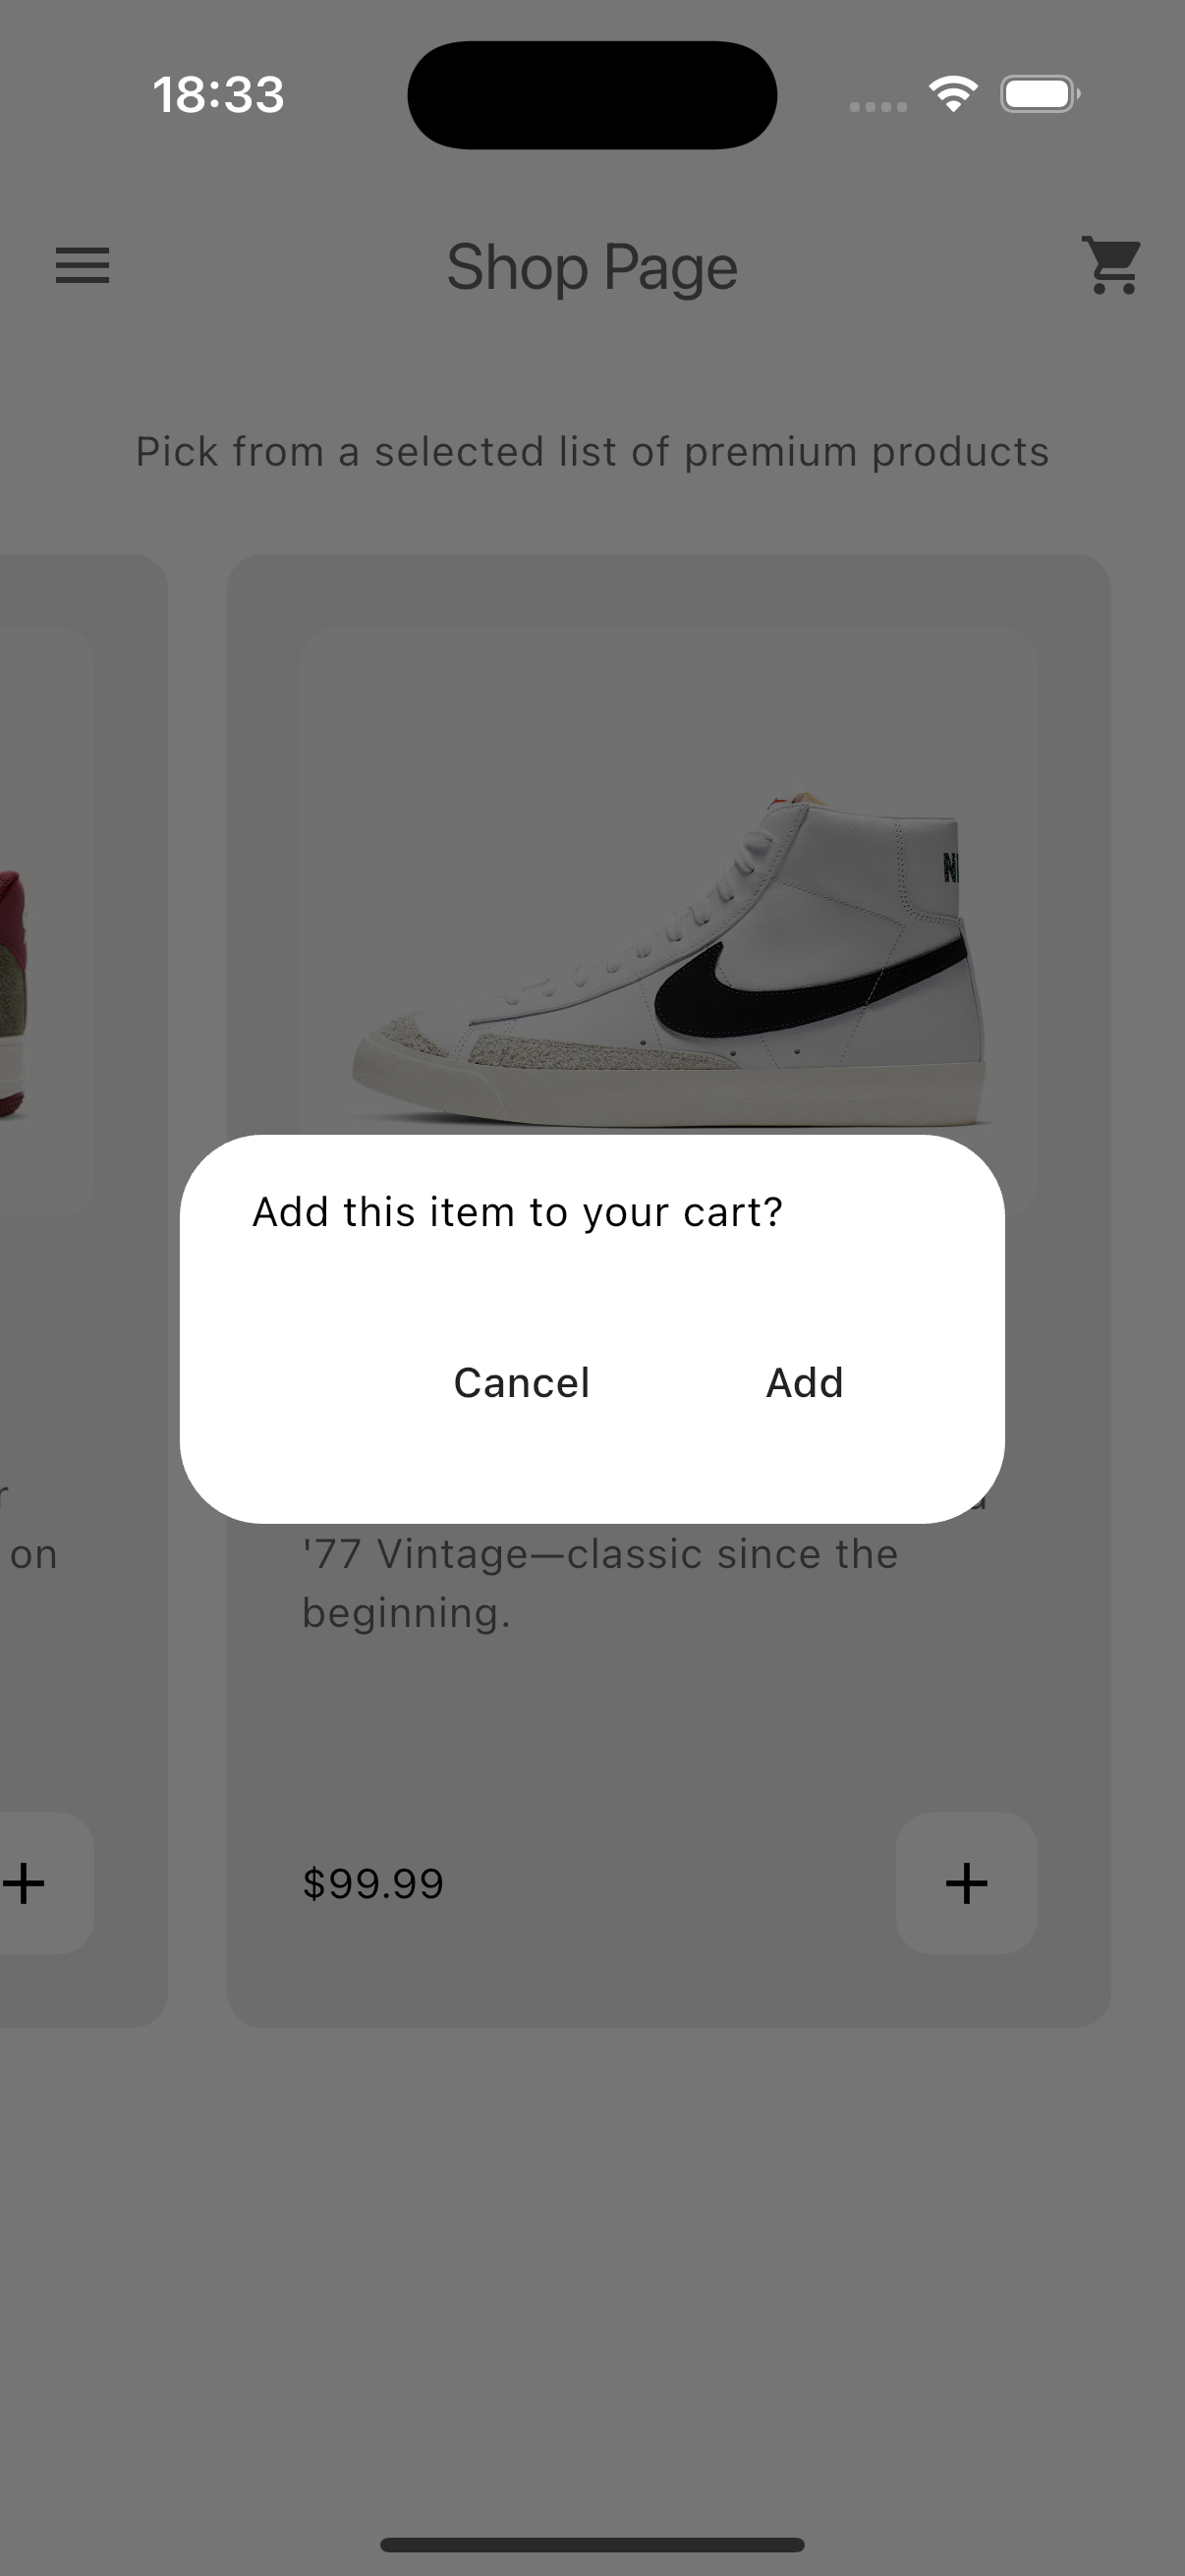 18:33
Shop Page
Pick from a selected list of premium products
Add this item to your cart?
Cancel Add
on
'77 Vintage—classic since the
beginning.
$99.99